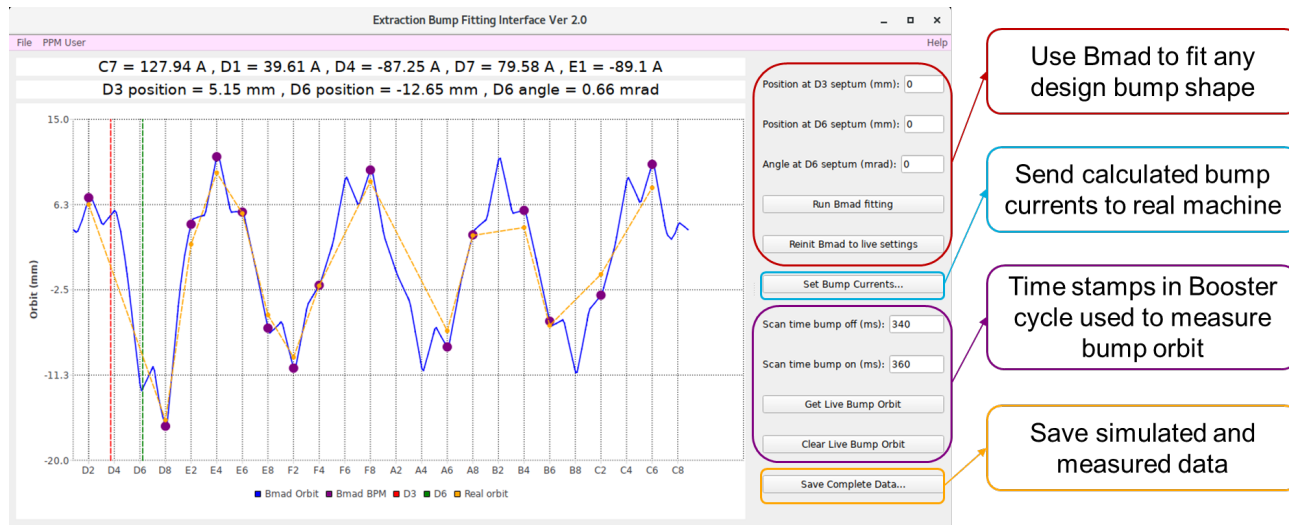 Extraction Bump Fitting Interface Ver 2.0
File PPM User Help
C7 = 127.94 A , D1 = 39.61 A , D4 = -87.25 A , D7 = 79.58 A , E1 = -89.1 A
D3 position = 5.15 mm , D6 position = -12.65 mm , D6 angle = 0.66 mrad
15.0
6.3
-2.5
-11.3
-20.0
Orbit (mm)
D2 D4 D6 D8 E2 E4 E6 E8 F2 F4 F6 F8 A2 A4 A6 A8 B2 B4 B6 B8 C2 C4 C6 C8
Bmad Orbit Bmad BPM D3 D6 Real orbit
Position at D3 septum (mm): 0
Position at D6 septum (mm): 0
Angle at D6 septum (mrad): 0
Run Bmad fitting
Reinit Bmad to live settings
Set Bump Currents...
Scan time bump off (ms): 340
Scan time bump on (ms): 360
Get Live Bump Orbit
Clear Live Bump Orbit
Save Complete Data...
Use Bmad to fit any
design bump shape
Send calculated bump
currents to real machine
Time stamps in Booster
cycle used to measure
bump orbit
Save simulated and
measured data